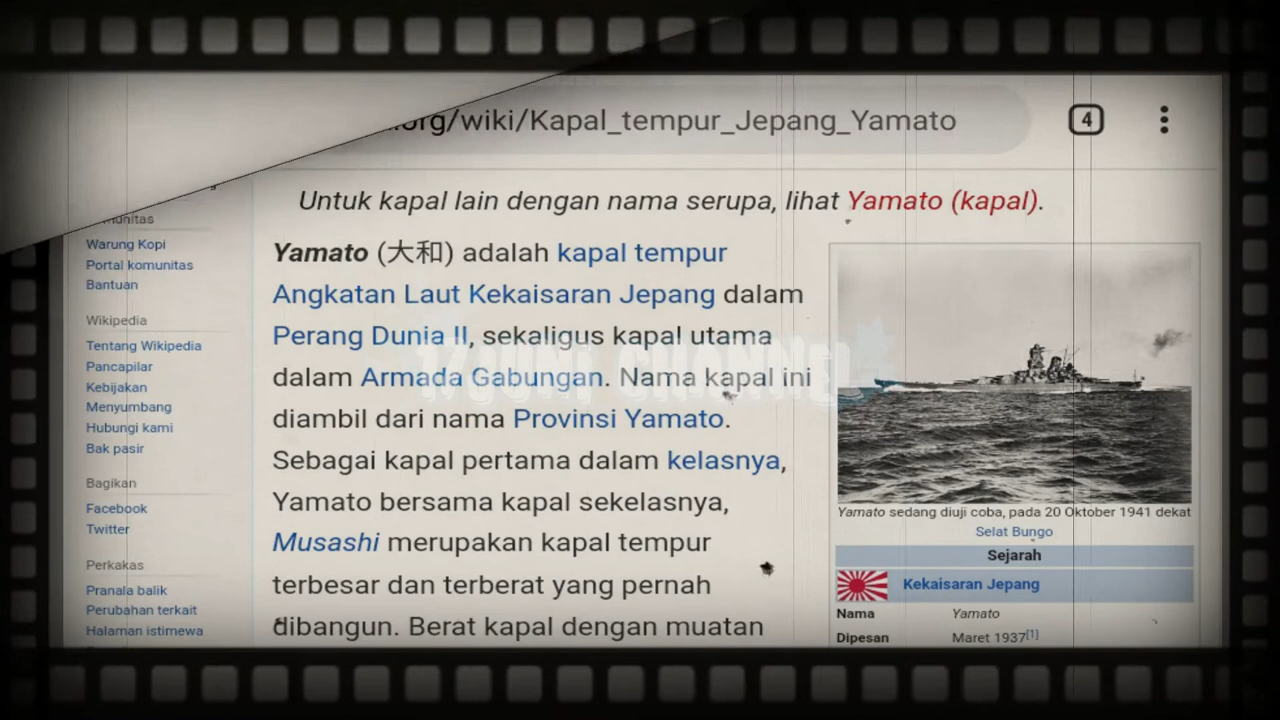 .org/wiki/Kapal_tempur_Jepang_Yamato
4
Untuk kapal lain dengan nama serupa, lihat Yamato (kapal).
Warung Kopi
Portal komunitas
Bantuan
Wikipedia
Tentang Wikipedia
Pancapilar
Kebijakan
Menyumbang
Hubungi kami
Bak pasir
Bagikan
Facebook
Twitter
Perkakas
Pranala balik
Perubahan terkait
Halaman istimewa
Yamato (大和) adalah kapal tempur
Angkatan Laut Kekaisaran Jepang dalam
Perang Dunia II, sekaligus kapal utama
dalam Armada Gabungan. Nama kapal ini
diambil dari nama Provinsi Yamato.
Sebagai kapal pertama dalam kelasnya,
Yamato bersama kapal sekelasnya,
Musashi merupakan kapal tempur
terbesar dan terberat yang pernah
dibangun. Berat kapal dengan muatan
Yamato sedang diuji coba, pada 20 Oktober 1941 dekat
Selat Bungo
Sejarah
Kekaisaran Jepang
Nama Yamato
Dipesan Maret 1937[1]
CHANNEL